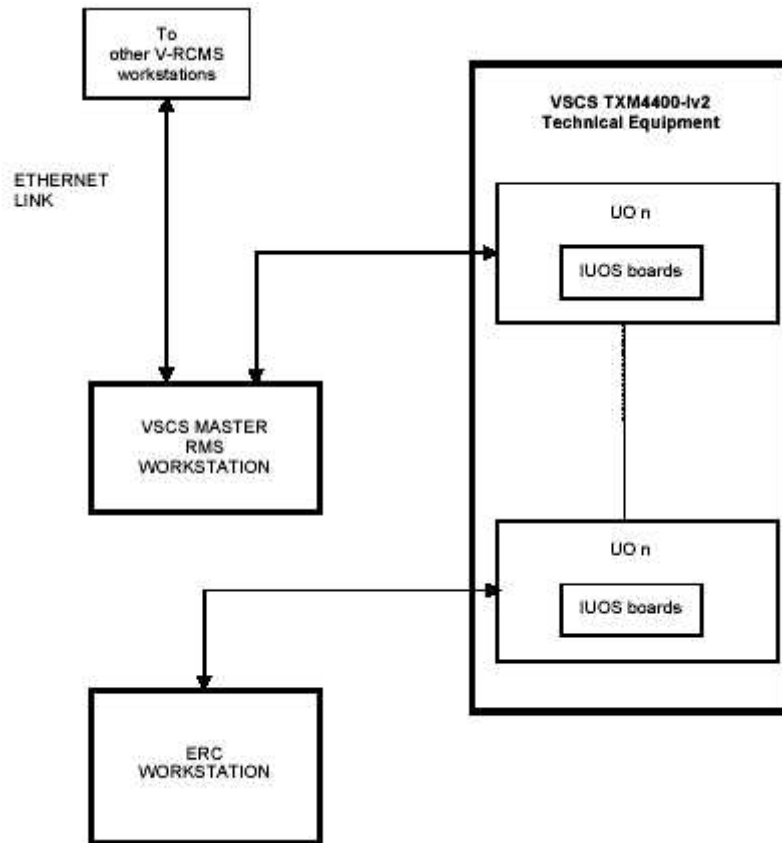 To
other V-RCMS
workstations
VSCS TXM4400-Iv2
Technical Equipment
ETHERNET
LINK
UO n
IUOS boards
VSCS MASTER
RMS
WORKSTATION
UO n
IUOS boards
ERC
WORKSTATION